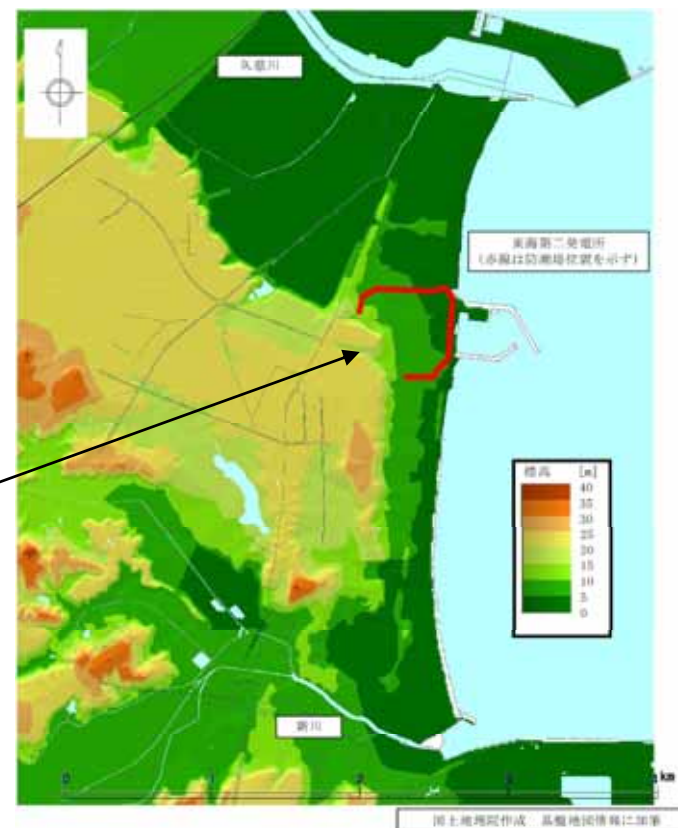 久慈川
東海第二発電所
(赤線は防潮堤位置を示す)
標高 [m]
40
35
30
25
20
15
10
5
0
新川
0 1 2 3 4 km
国土地理院作成 基盤地図情報に加筆